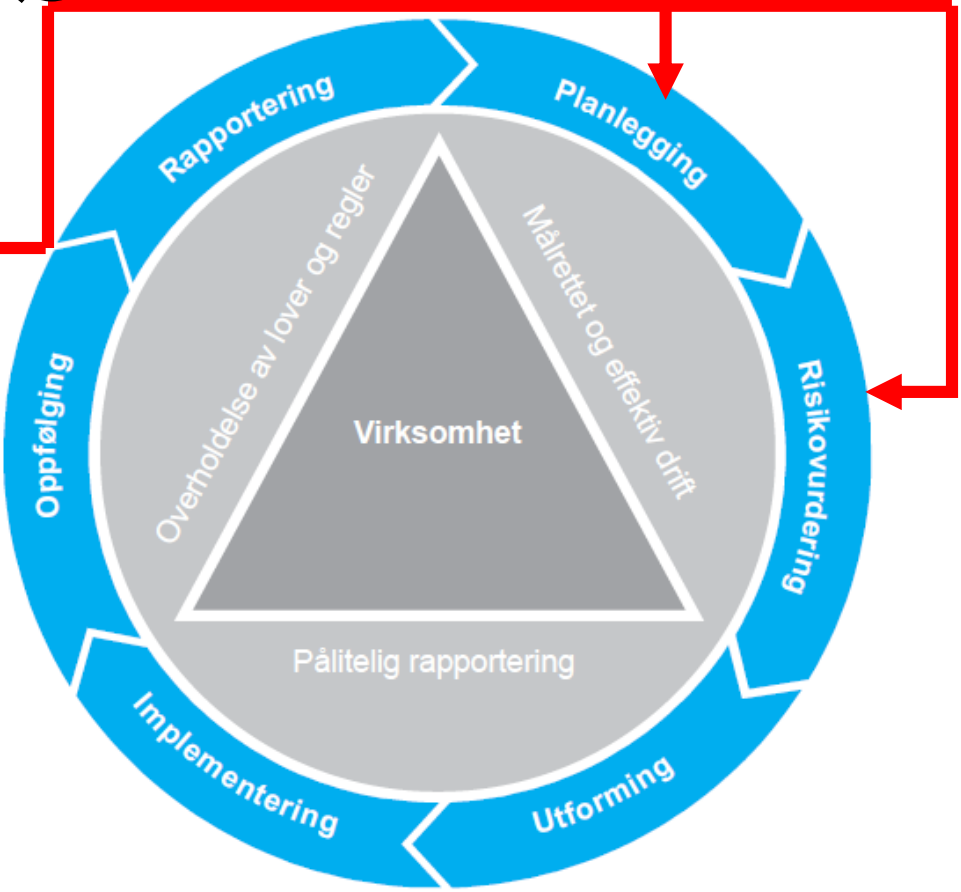 Rapportering
Planlegging
Overholdelse av lover og regler
Målrettet og effektiv drift
Risikovurdering
Oppfølging
Virksomhet
Pålitelig rapportering
Implementering
Utforming